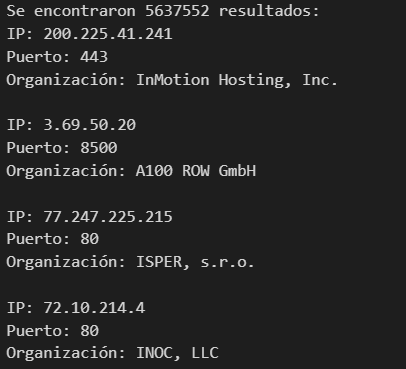 Se encontraron 5637552 resultados:
IP: 200.225.41.241
Puerto: 443
Organización: InMotion Hosting, Inc.
IP: 3.69.50.20
Puerto: 8500
Organización: A100 ROW GmbH
IP: 77.247.225.215
Puerto: 80
Organización: ISPER, s.r.o.
IP: 72.10.214.4
Puerto: 80
Organización: INOC, LLC